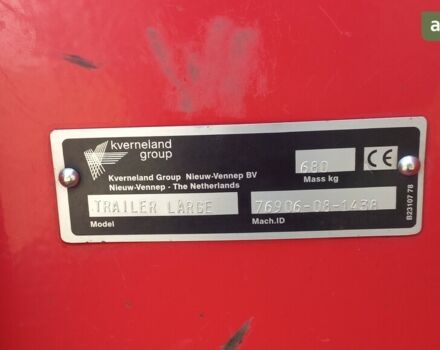 kverneland
group
680
Mass kg
CE
Kverneland Group Nieuw-Vennep BV
Nieuw-Vennep - The Netherlands
TRAILER LARGE
Model
76906-08-1438
Mach.ID
B23107 78
a